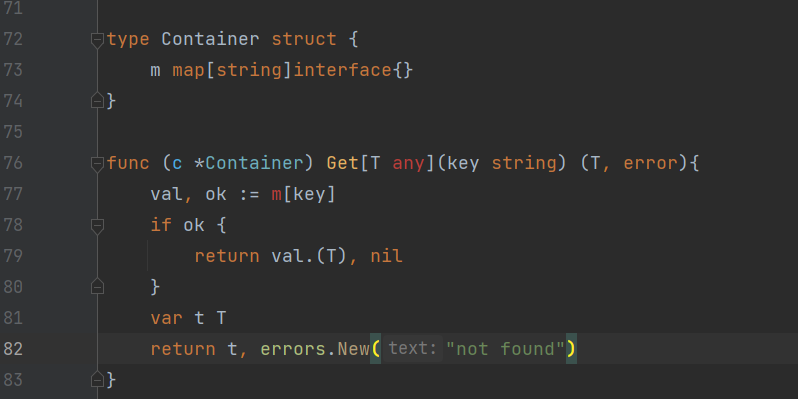 71
72 type Container struct {
73     m map[string]interface{}
74 }
75
76 func (c *Container) Get[T any](key string) (T, error){
77     val, ok := m[key]
78     if ok {
79         return val.(T), nil
80     }
81     var t T
82     return t, errors.New( text: "not found")
83 }